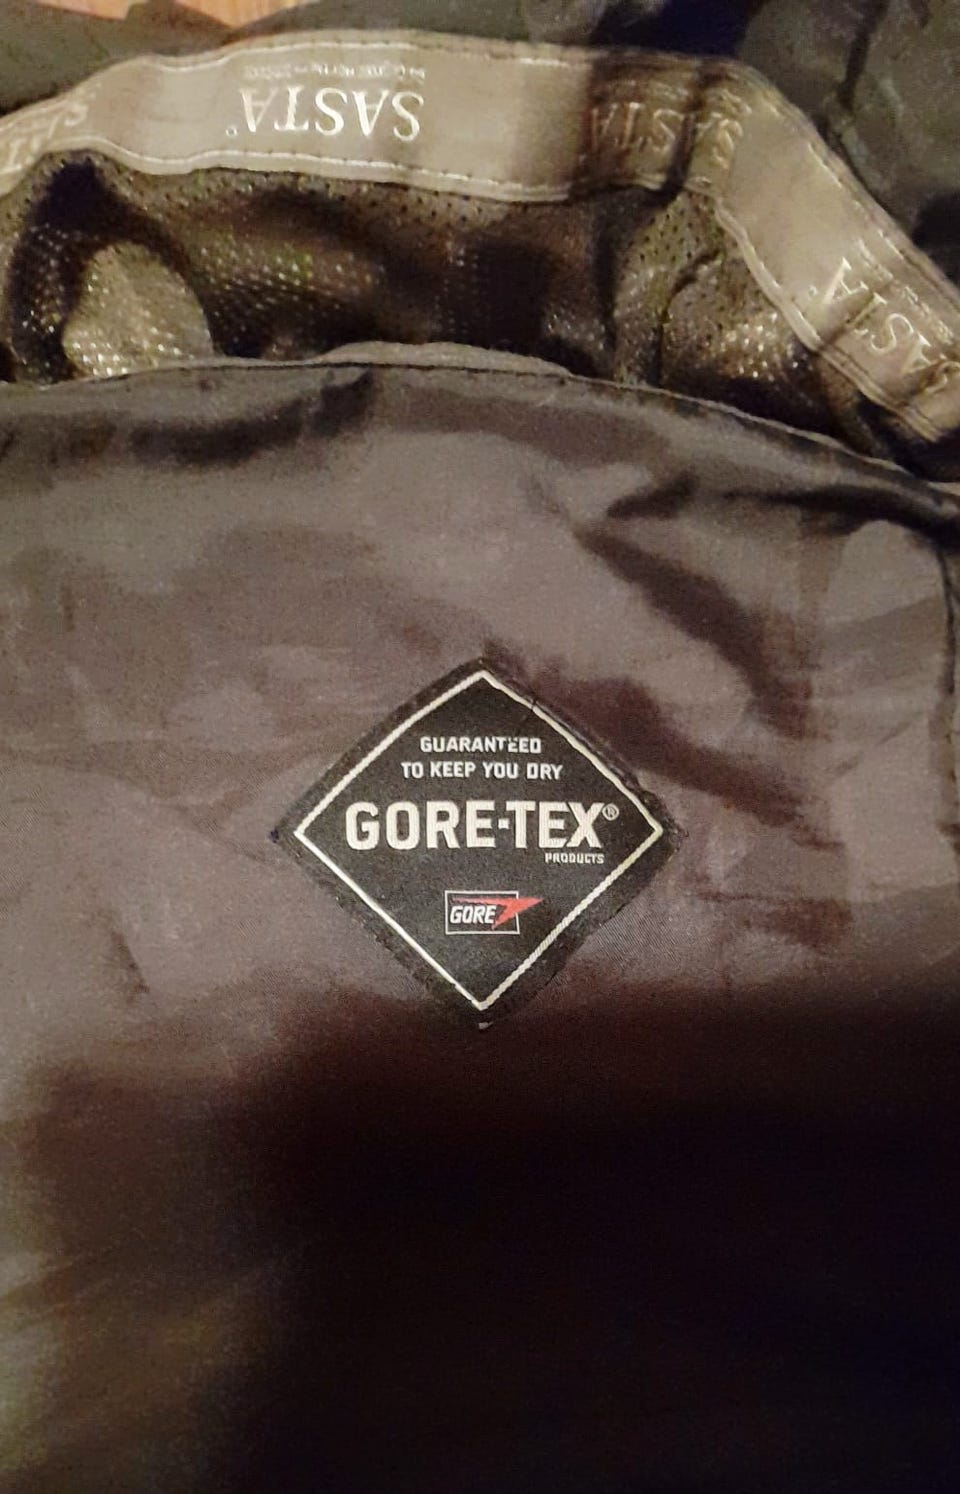 SASTA
SASTA
SASTA
GUARANTEED
TO KEEP YOU DRY
GORE-TEX®
PRODUCTS
GORE